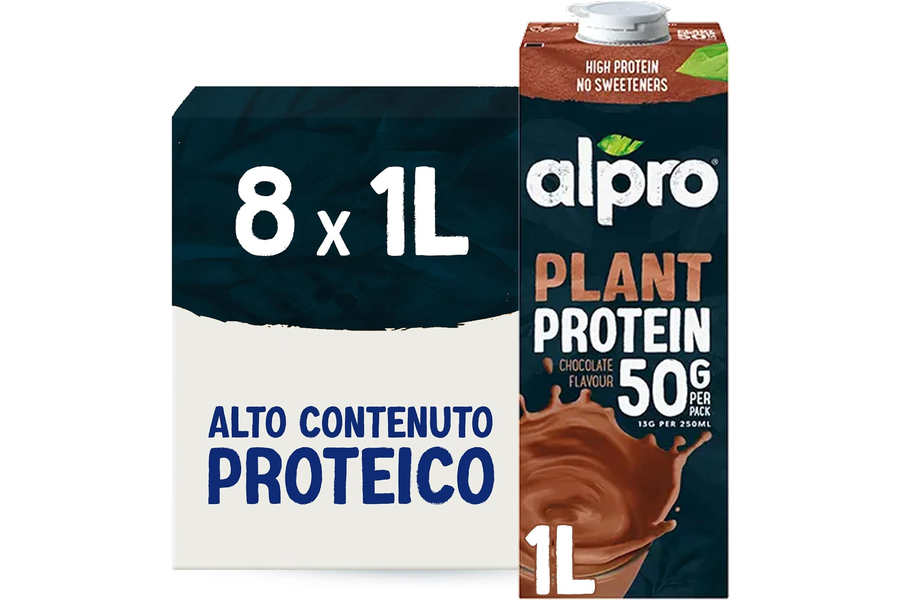 8 x 1L
ALTO CONTENUTO
PROTEICO
HIGH PROTEIN
NO SWEETENERS
alpro®
PLANT
PROTEIN
CHOCOLATE
FLAVOUR
50G
PER
PACK
13G PER 250ML
1L